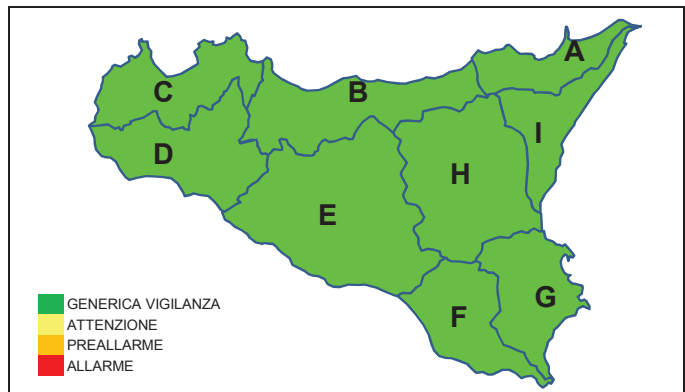 A
B
C
I
D
H
E
G
F
GENERICA VIGILANZA
ATTENZIONE
PREALLARME
ALLARME